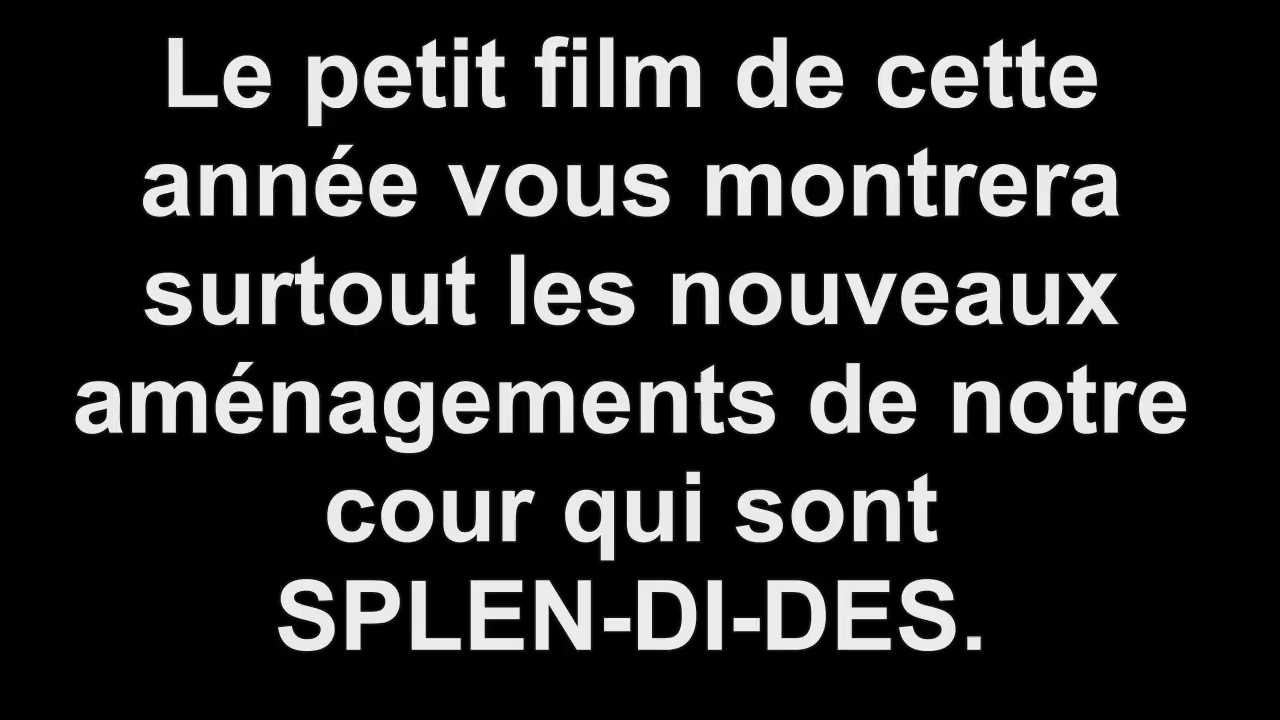 Le petit film de cette
année vous montrera
surtout les nouveaux
aménagements de notre
cour qui sont
SPLEN-DI-DES.